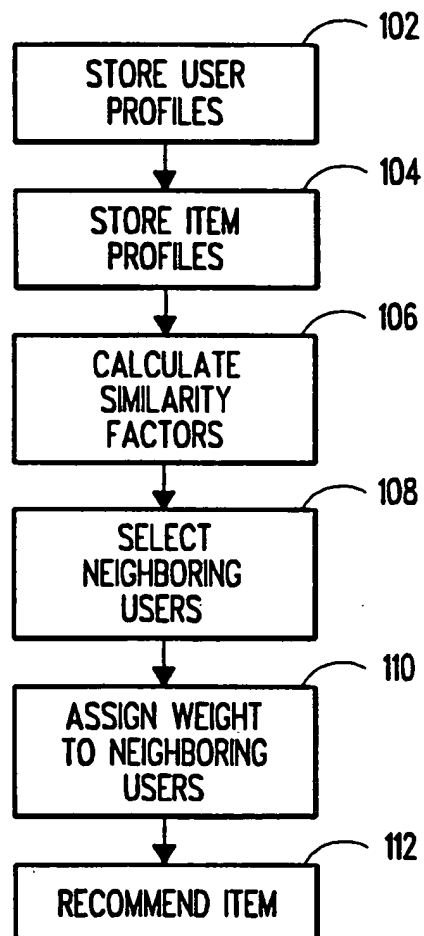 102
STORE USER
PROFILES
104
STORE ITEM
PROFILES
106
CALCULATE
SIMILARITY
FACTORS
108
SELECT
NEIGHBORING
USERS
110
ASSIGN WEIGHT
TO NEIGHBORING
USERS
112
RECOMMEND ITEM